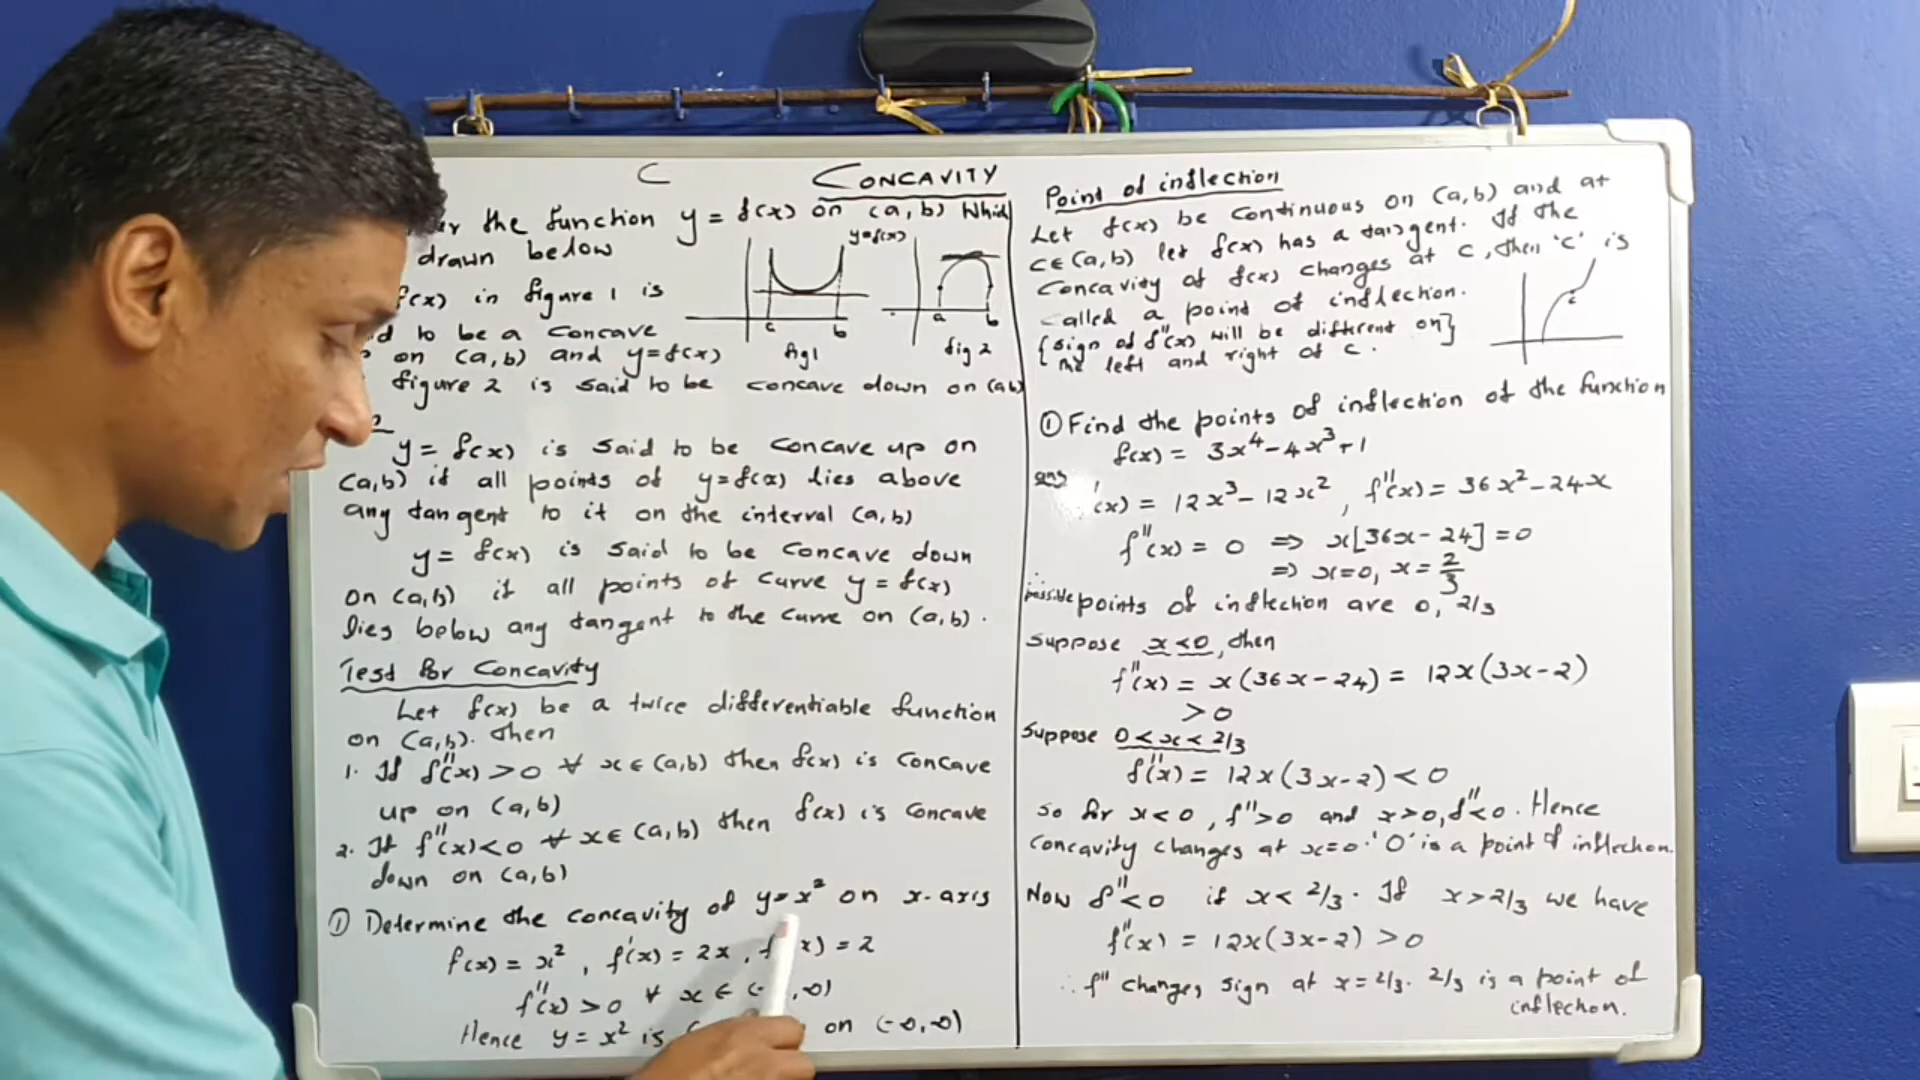 C CONCAVITY
the function y = f(x) on (a,b) which
drawn below
f(x) in figure 1 is
to be a concave
on (a,b) and y=f(x)
figure 2 is said to be concave down on (a,b)
y=f(x)
c b
fig1
a b
fig 2
y = f(x) is said to be concave up on
(a,b) if all points of y=f(x) lies above
any tangent to it on the interval (a,b)
y = f(x) is said to be concave down
on (a,b) if all points of curve y = f(x)
lies below any tangent to the curve on (a,b).
Test for Concavity
Let f(x) be a twice differentiable function
on (a,b). Then
1. If f''(x)>0 ∀ x∈(a,b) then f(x) is concave
up on (a,b)
2. If f''(x)<0 ∀ x∈(a,b) then f(x) is concave
down on (a,b)
① Determine the concavity of y=x² on x-axis
f(x) = x², f'(x) = 2x, f x) = 2
f''(x) > 0 ∀ x ∈ (- ,∞)
Hence y = x² is on (-∞,∞)
Point of inflection
Let f(x) be continuous on (a,b) and at
c∈(a,b) let f(x) has a tangent. If the
concavity of f(x) changes at c, then 'c' is
called a point of inflection.
{sign of f''(x) will be different on}
the left and right of c.
c
① Find the points of inflection of the function
f(x) = 3x⁴-4x³+1
ans '(x) = 12x³-12x², f''(x) = 36x²-24x
f''(x) = 0 ⇒ x[36x-24]=0
⇒ x=0, x=2/3
∴ possible points of inflection are 0, 2/3
Suppose x<0, then
f''(x) = x(36x-24) = 12x(3x-2)
>0
Suppose 0<x<2/3
f''(x) = 12x(3x-2)<0
So for x<0, f''>0 and x>0, f''<0. Hence
concavity changes at x=0. '0' is a point of inflection.
Now f''<0 if x<2/3. If x>2/3 we have
f''(x) = 12x(3x-2)>0
∴ f'' changes sign at x=2/3. 2/3 is a point of
inflection.